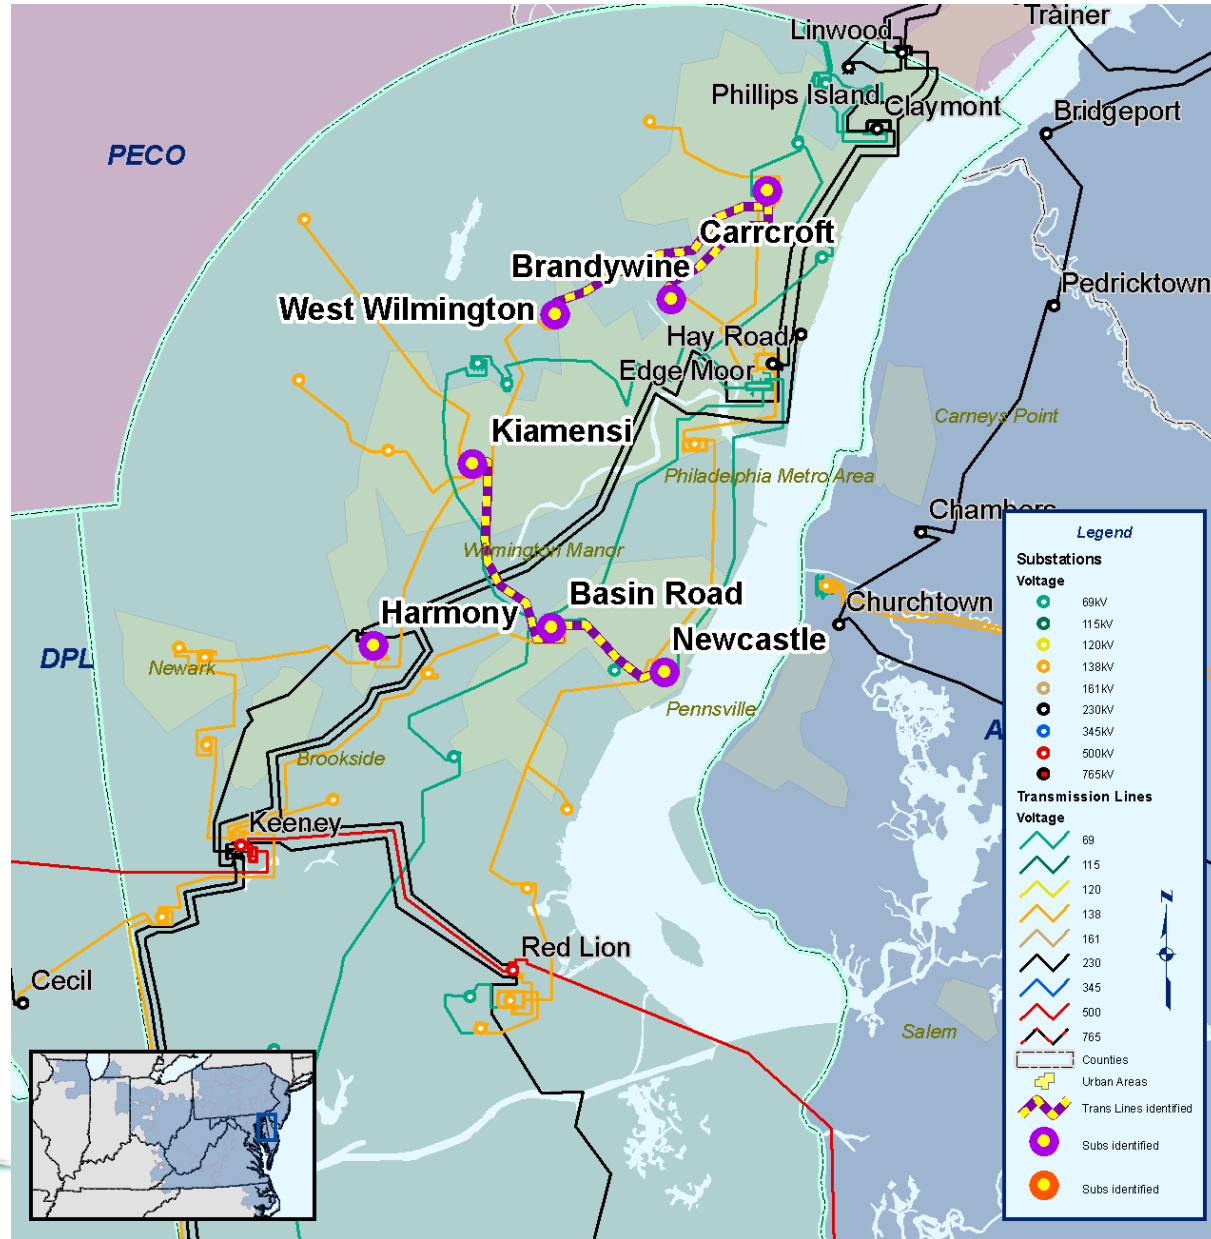 Trainer
Linwood
Phillips Island
Claymont
Bridgeport
PECO
Carrcroft
Brandywine
West Wilmington
Pedricktown
Hay Road
Edge Moor
Kiamensi
Carneys Point
Philadelphia Metro Area
Chambers
Wilmington Manor
Basin Road
Harmony
Churchtown
Newcastle
DPL
Newark
Pennsville
A
Brookside
Keeney
Red Lion
Cecil
Salem
Legend
Substations
Voltage
69kV
115kV
120kV
138kV
161kV
230kV
345kV
500kV
765kV
Transmission Lines
Voltage
69
115
120
138
161
230
345
500
765
Counties
Urban Areas
Trans Lines identified
Subs identified
Subs identified
N